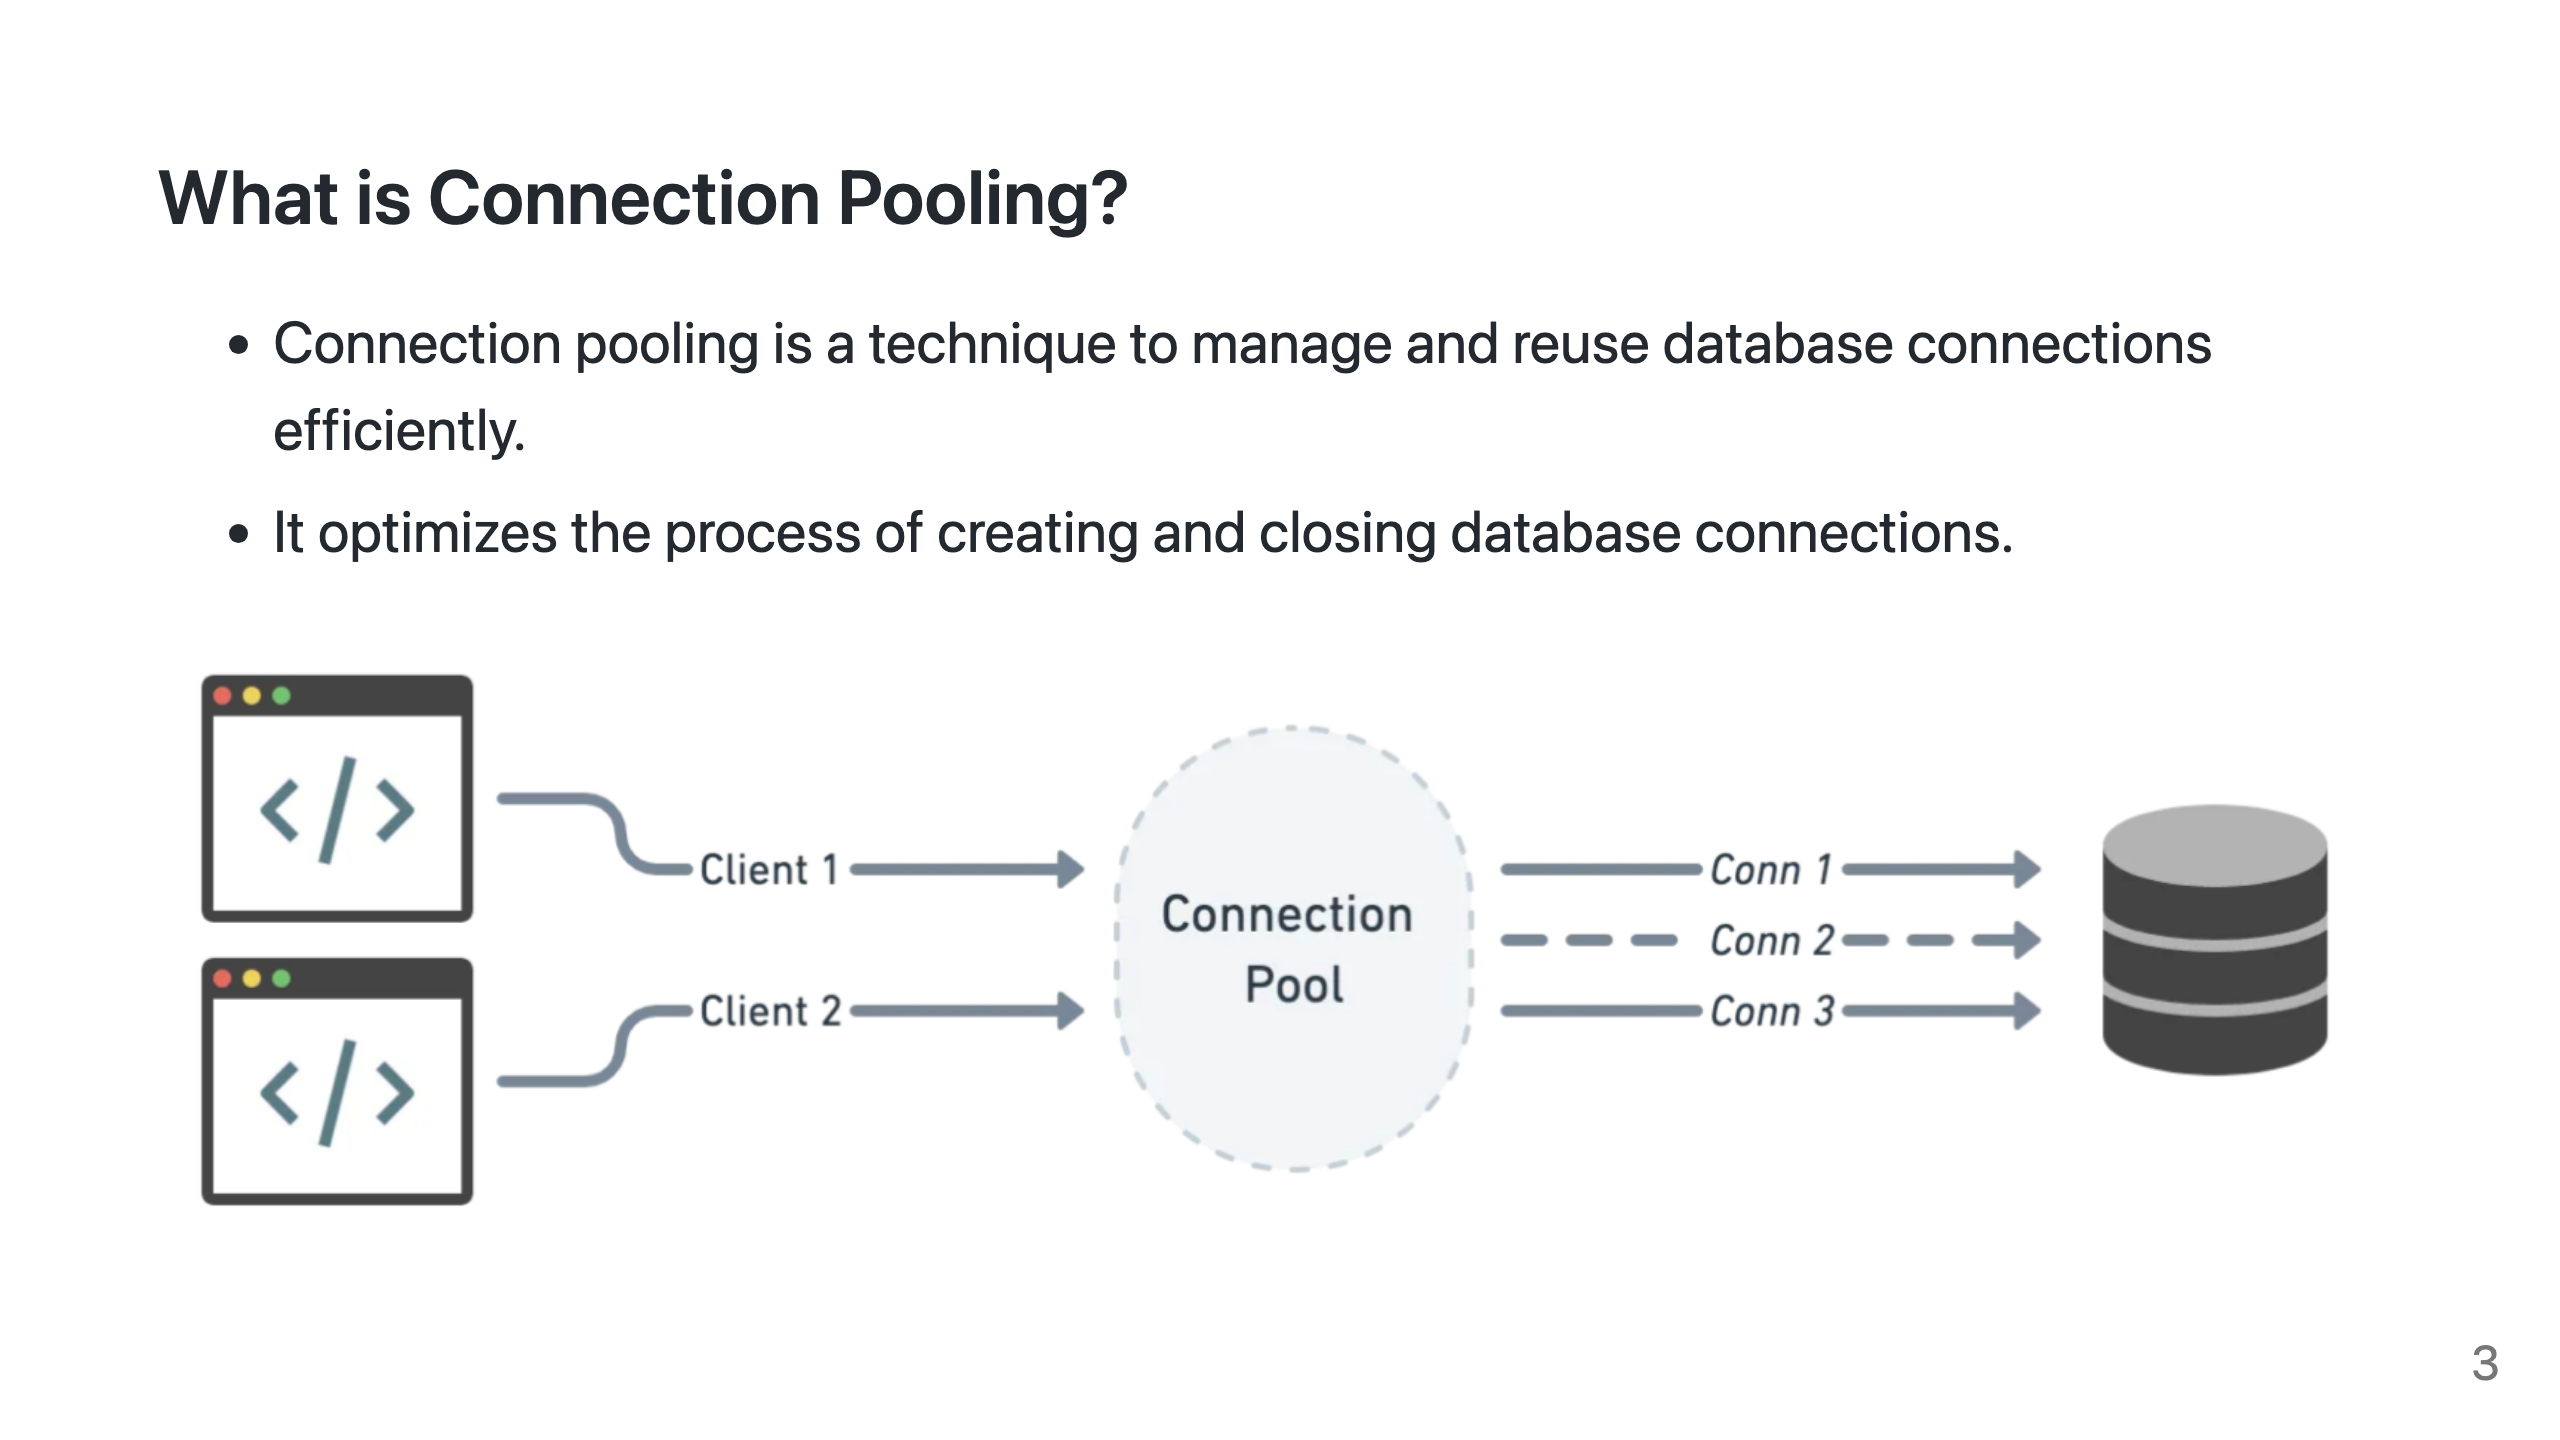 What is Connection Pooling?
• Connection pooling is a technique to manage and reuse database connections
efficiently.
• It optimizes the process of creating and closing database connections.
</>
Client 1
</>
Client 2
Connection
Pool
Conn 1
Conn 2
Conn 3
3